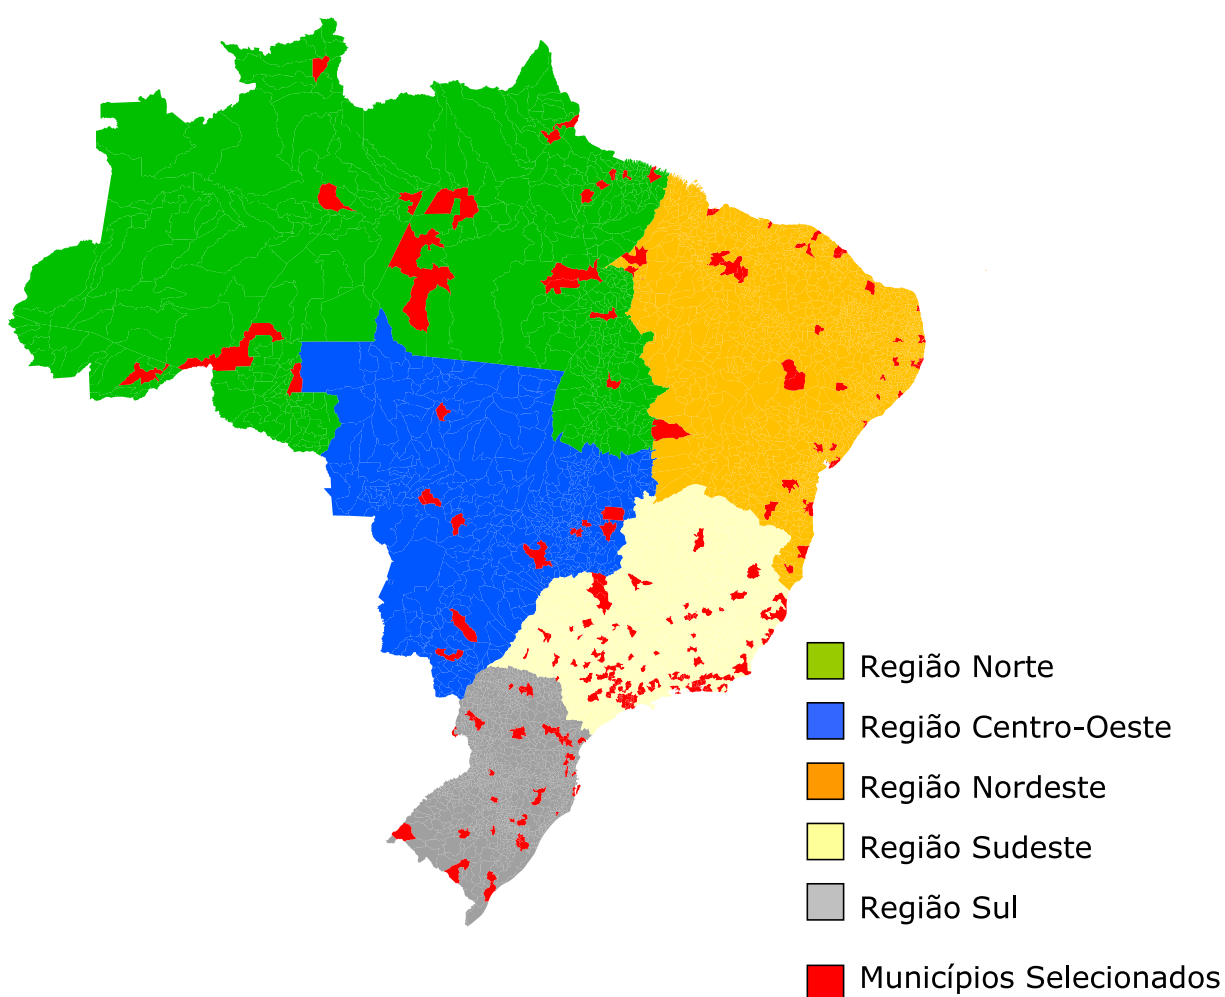 Região Norte
Região Centro-Oeste
Região Nordeste
Região Sudeste
Região Sul
Municípios Selecionados